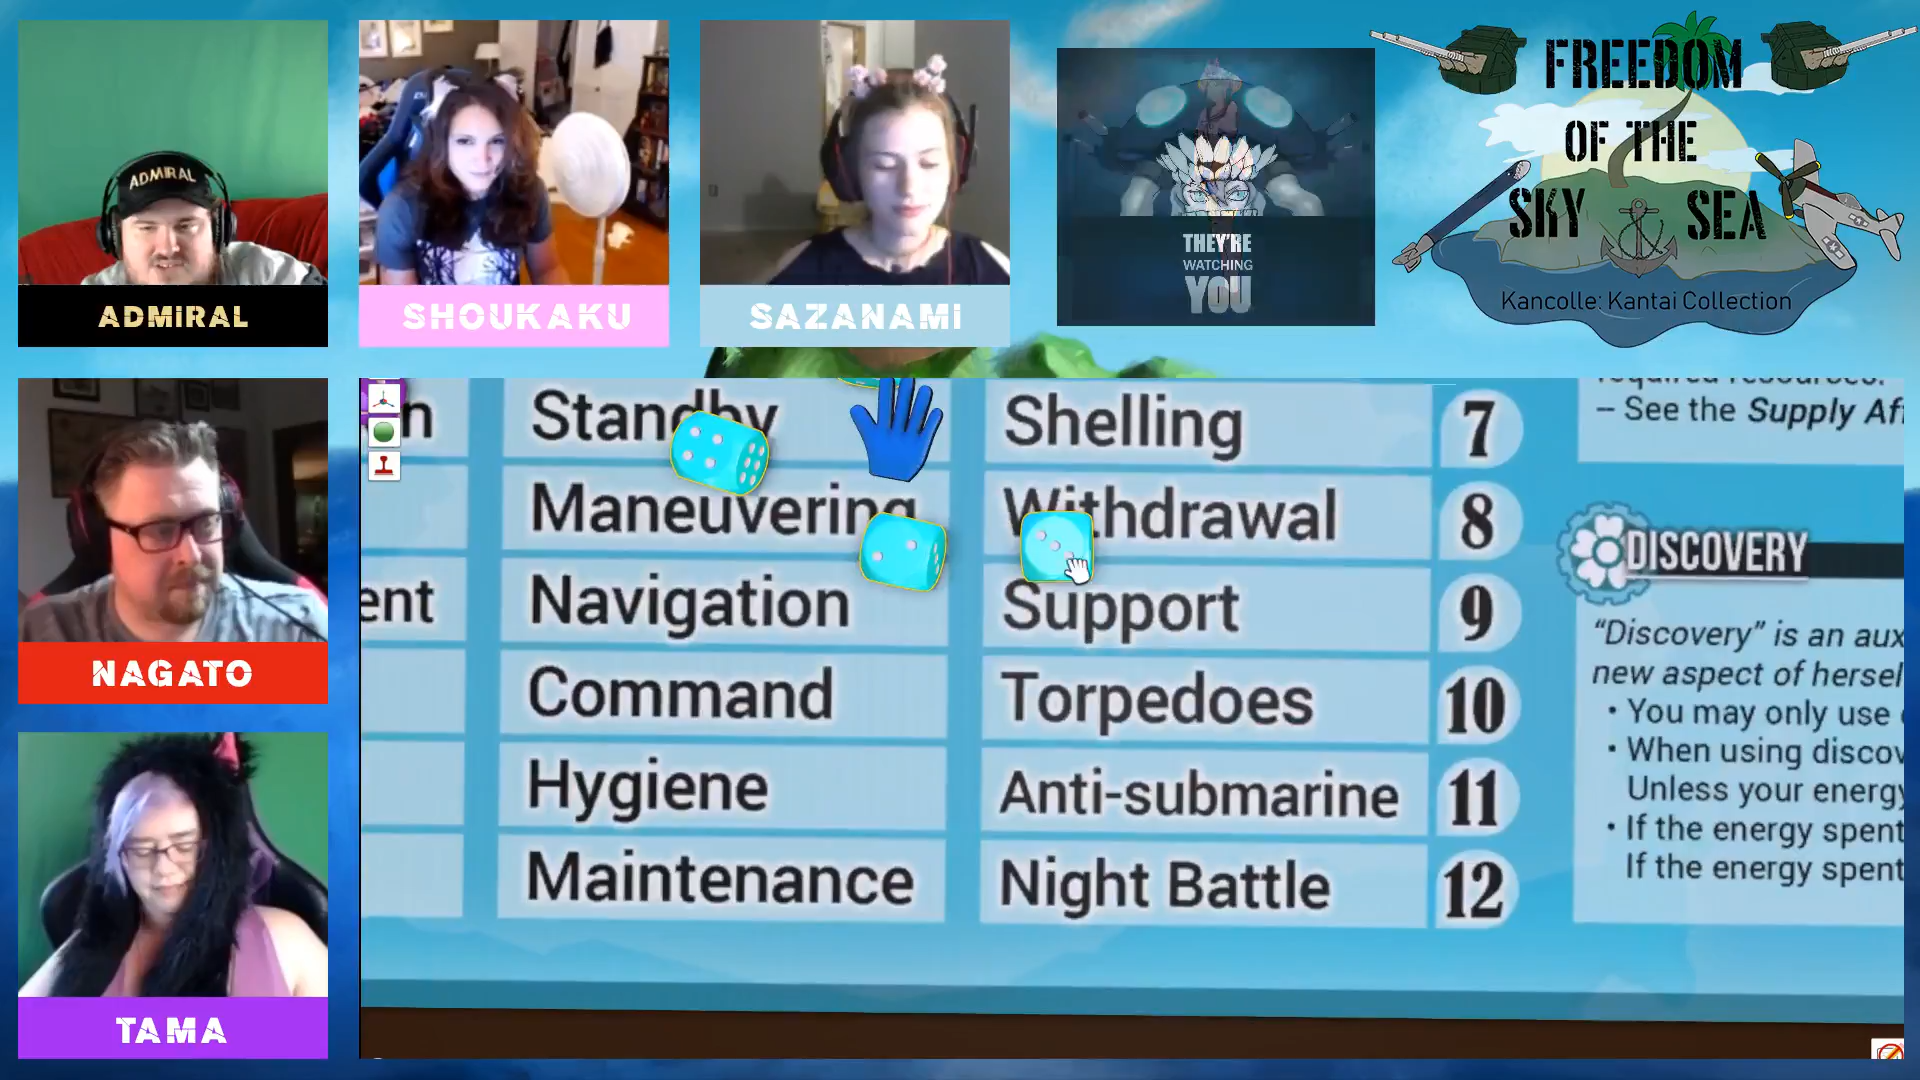 ADMIRAL
ADMIRAL
SHOUKAKU
SAZANAMI
THEY'RE
WATCHING
YOU
FREEDOM
OF THE
SKY SEA
Kancolle: Kantai Collection
NAGATO
TAMA
Standby
Shelling
7
Maneuvering
Withdrawal
8
ent
Navigation
Support
9
Command
Torpedoes
10
Hygiene
Anti-submarine
11
Maintenance
Night Battle
12
– See the Supply Af
DISCOVERY
“Discovery” is an aux
new aspect of hersel
• You may only use
• When using discov
Unless your energy
• If the energy spent
If the energy spent